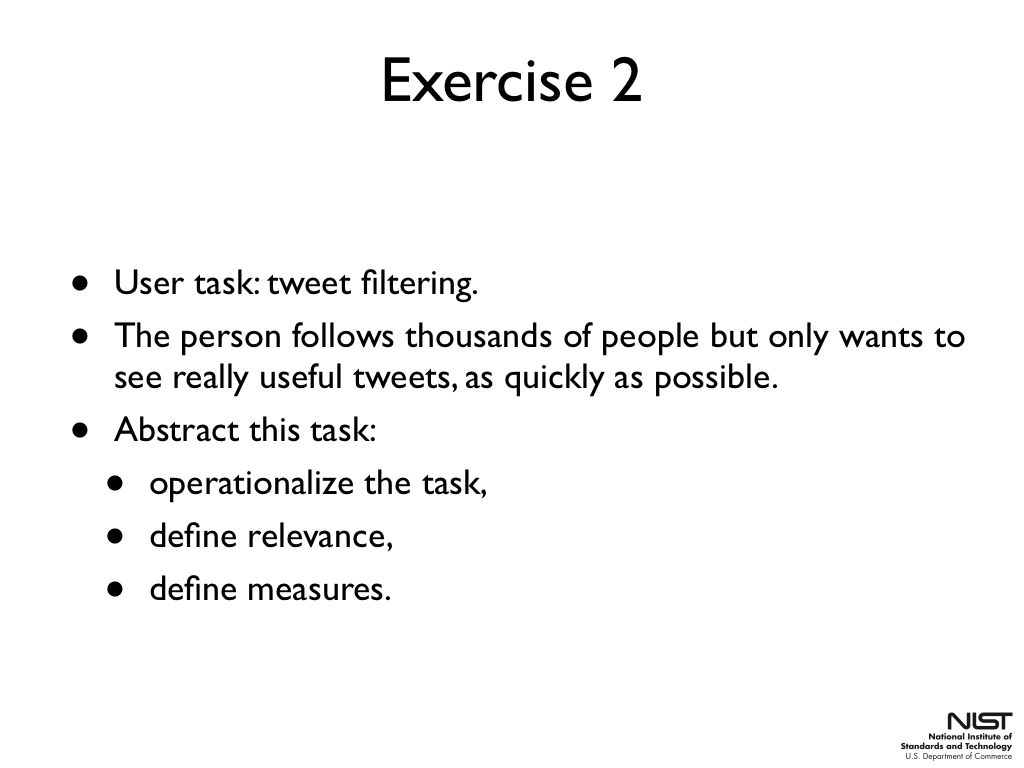 Exercise 2
• User task: tweet filtering.
• The person follows thousands of people but only wants to
see really useful tweets, as quickly as possible.
• Abstract this task:
• operationalize the task,
• define relevance,
• define measures.
NIST
National Institute of
Standards and Technology
U.S. Department of Commerce